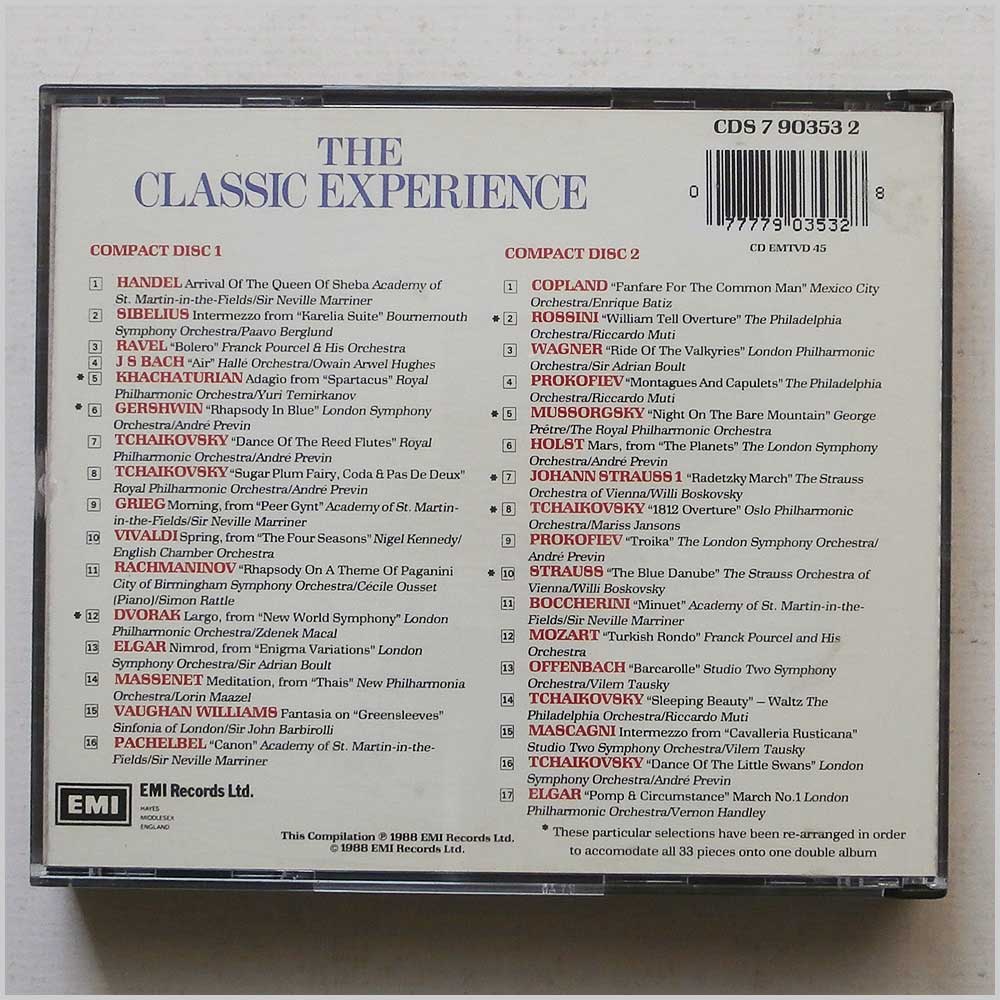 THE
CLASSIC EXPERIENCE
CDS 7 90353 2
0 77779 03532 8
CD EMTVD 45
COMPACT DISC 1
1 HANDEL Arrival Of The Queen Of Sheba Academy of
St. Martin-in-the-Fields/Sir Neville Marriner
2 SIBELIUS Intermezzo from "Karelia Suite" Bournemouth
Symphony Orchestra/Paavo Berglund
3 RAVEL "Bolero" Franck Pourcel & His Orchestra
4 J S BACH "Air" Hallé Orchestra/Owain Arwel Hughes
* 5 KHACHATURIAN Adagio from "Spartacus" Royal
Philharmonic Orchestra/Yuri Temirkanov
* 6 GERSHWIN "Rhapsody In Blue" London Symphony
Orchestra/André Previn
7 TCHAIKOVSKY "Dance Of The Reed Flutes" Royal
Philharmonic Orchestra/André Previn
8 TCHAIKOVSKY "Sugar Plum Fairy, Coda & Pas De Deux"
Royal Philharmonic Orchestra/André Previn
9 GRIEG Morning, from "Peer Gynt" Academy of St. Martin-
in-the-Fields/Sir Neville Marriner
10 VIVALDI Spring, from "The Four Seasons" Nigel Kennedy/
English Chamber Orchestra
11 RACHMANINOV "Rhapsody On A Theme Of Paganini
City of Birmingham Symphony Orchestra/Cécile Ousset
(Piano)/Simon Rattle
* 12 DVORAK Largo, from "New World Symphony" London
Philharmonic Orchestra/Zdenek Macal
13 ELGAR Nimrod, from "Enigma Variations" London
Symphony Orchestra/Sir Adrian Boult
14 MASSENET Meditation, from "Thais" New Philharmonia
Orchestra/Lorin Maazel
15 VAUGHAN WILLIAMS Fantasia on "Greensleeves"
Sinfonia of London/Sir John Barbirolli
16 PACHELBEL "Canon" Academy of St. Martin-in-the-
Fields/Sir Neville Marriner
COMPACT DISC 2
1 COPLAND "Fanfare For The Common Man" Mexico City
Orchestra/Enrique Batiz
* 2 ROSSINI "William Tell Overture" The Philadelphia
Orchestra/Riccardo Muti
3 WAGNER "Ride Of The Valkyries" London Philharmonic
Orchestra/Sir Adrian Boult
4 PROKOFIEV "Montagues And Capulets" The Philadelphia
Orchestra/Riccardo Muti
* 5 MUSSORGSKY "Night On The Bare Mountain" George
Prétre/The Royal Philharmonic Orchestra
6 HOLST Mars, from "The Planets" The London Symphony
Orchestra/André Previn
* 7 JOHANN STRAUSS 1 "Radetzky March" The Strauss
Orchestra of Vienna/Willi Boskovsky
* 8 TCHAIKOVSKY "1812 Overture" Oslo Philharmonic
Orchestra/Mariss Jansons
9 PROKOFIEV "Troika" The London Symphony Orchestra/
André Previn
* 10 STRAUSS "The Blue Danube" The Strauss Orchestra of
Vienna/Willi Boskovsky
11 BOCCHERINI "Minuet" Academy of St. Martin-in-the-
Fields/Sir Neville Marriner
12 MOZART "Turkish Rondo" Franck Pourcel and His
Orchestra
13 OFFENBACH "Barcarolle" Studio Two Symphony
Orchestra/Vilem Tausky
14 TCHAIKOVSKY "Sleeping Beauty" – Waltz The
Philadelphia Orchestra/Riccardo Muti
15 MASCAGNI Intermezzo from "Cavalleria Rusticana"
Studio Two Symphony Orchestra/Vilem Tausky
16 TCHAIKOVSKY "Dance Of The Little Swans" London
Symphony Orchestra/André Previn
17 ELGAR "Pomp & Circumstance" March No.1 London
Philharmonic Orchestra/Vernon Handley
* These particular selections have been re-arranged in order
to accomodate all 33 pieces onto one double album
EMI
EMI Records Ltd.
HAYES
MIDDLESEX
ENGLAND
This Compilation ℗ 1988 EMI Records Ltd.
© 1988 EMI Records Ltd.